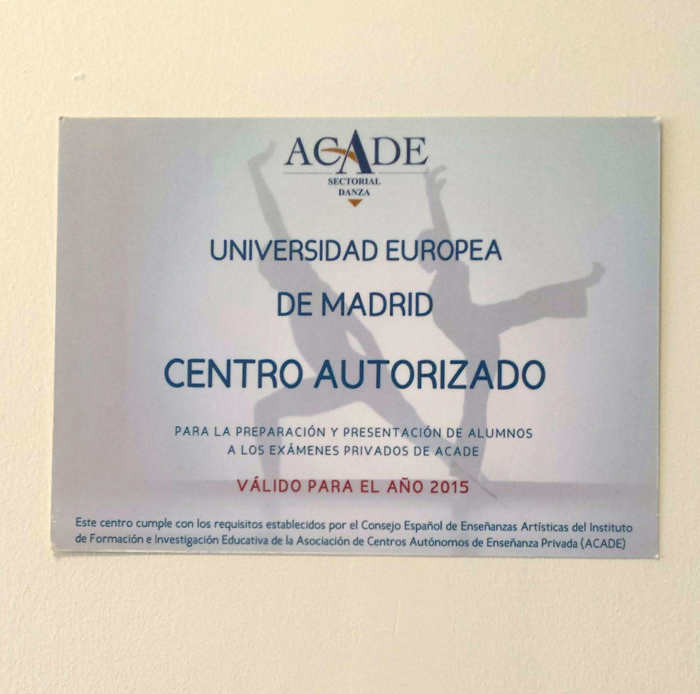 ACADE
SECTORIAL
DANZA
UNIVERSIDAD EUROPEA
DE MADRID
CENTRO AUTORIZADO
PARA LA PREPARACIÓN Y PRESENTACIÓN DE ALUMNOS
A LOS EXÁMENES PRIVADOS DE ACADE
VÁLIDO PARA EL AÑO 2015
Este centro cumple con los requisitos establecidos por el Consejo Español de Enseñanzas Artísticas del Instituto
de Formación e Investigación Educativa de la Asociación de Centros Autónomos de Enseñanza Privada (ACADE)